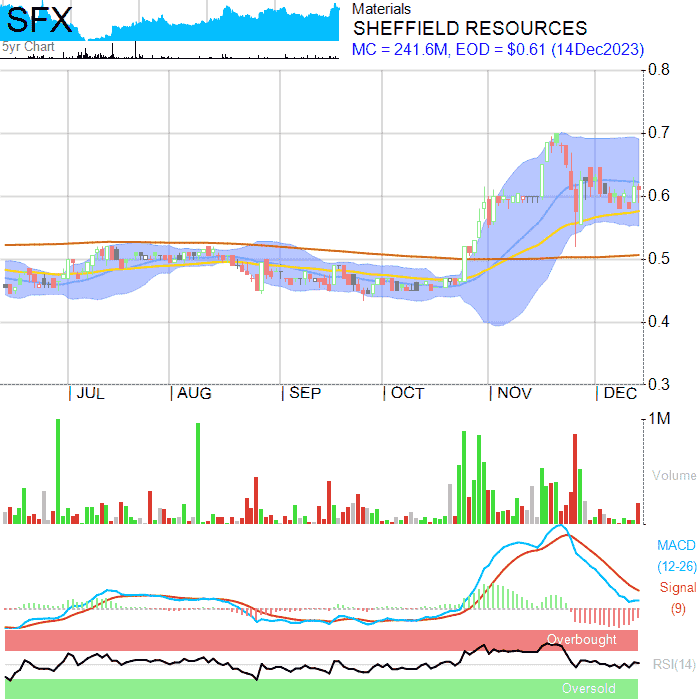 SFX
5yr Chart
Materials
SHEFFIELD RESOURCES
MC = 241.6M, EOD = $0.61 (14Dec2023)
0.8
0.7
0.6
0.5
0.4
0.3
JUL AUG SEP OCT NOV DEC
1M
Volume
MACD
(12-26)
Signal
(9)
Overbought
RSI(14)
Oversold